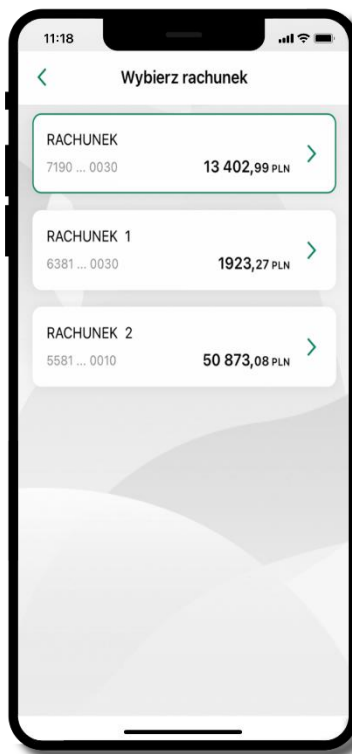 11:18
Wybierz rachunek
RACHUNEK
7190 ... 0030 13 402,99 PLN
RACHUNEK 1
6381 ... 0030 1923,27 PLN
RACHUNEK 2
5581 ... 0010 50 873,08 PLN